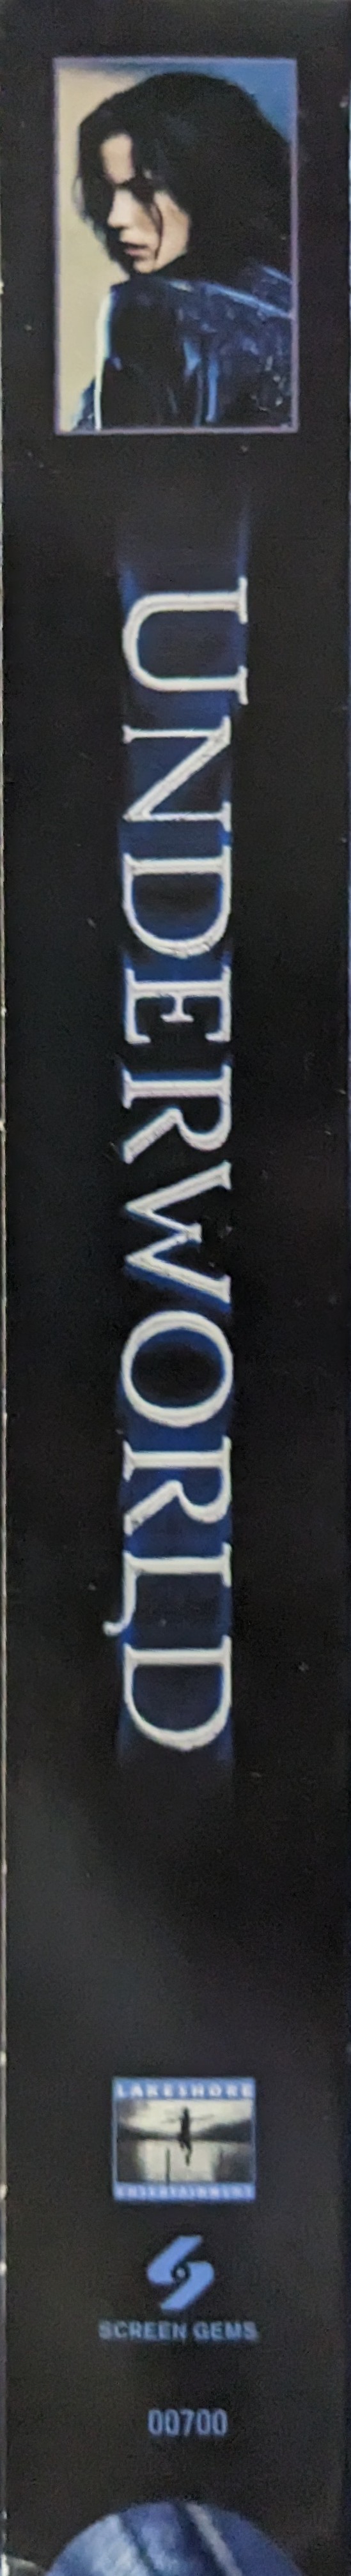 UNDERWORLD
LAKESHORE
ENTERTAINMENT
SCREEN GEMS
00700